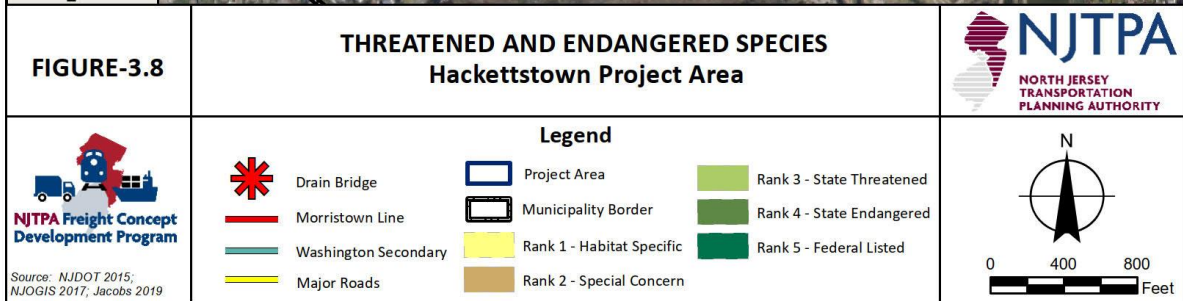 FIGURE-3.8
THREATENED AND ENDANGERED SPECIES
Hackettstown Project Area
NJTPA
NORTH JERSEY
TRANSPORTATION
PLANNING AUTHORITY
NJTPA Freight Concept
Development Program
Source: NJDOT 2015;
NJOGIS 2017; Jacobs 2019
Legend
Drain Bridge
Morristown Line
Washington Secondary
Major Roads
Project Area
Municipality Border
Rank 1 - Habitat Specific
Rank 2 - Special Concern
Rank 3 - State Threatened
Rank 4 - State Endangered
Rank 5 - Federal Listed
N
0 400 800
Feet